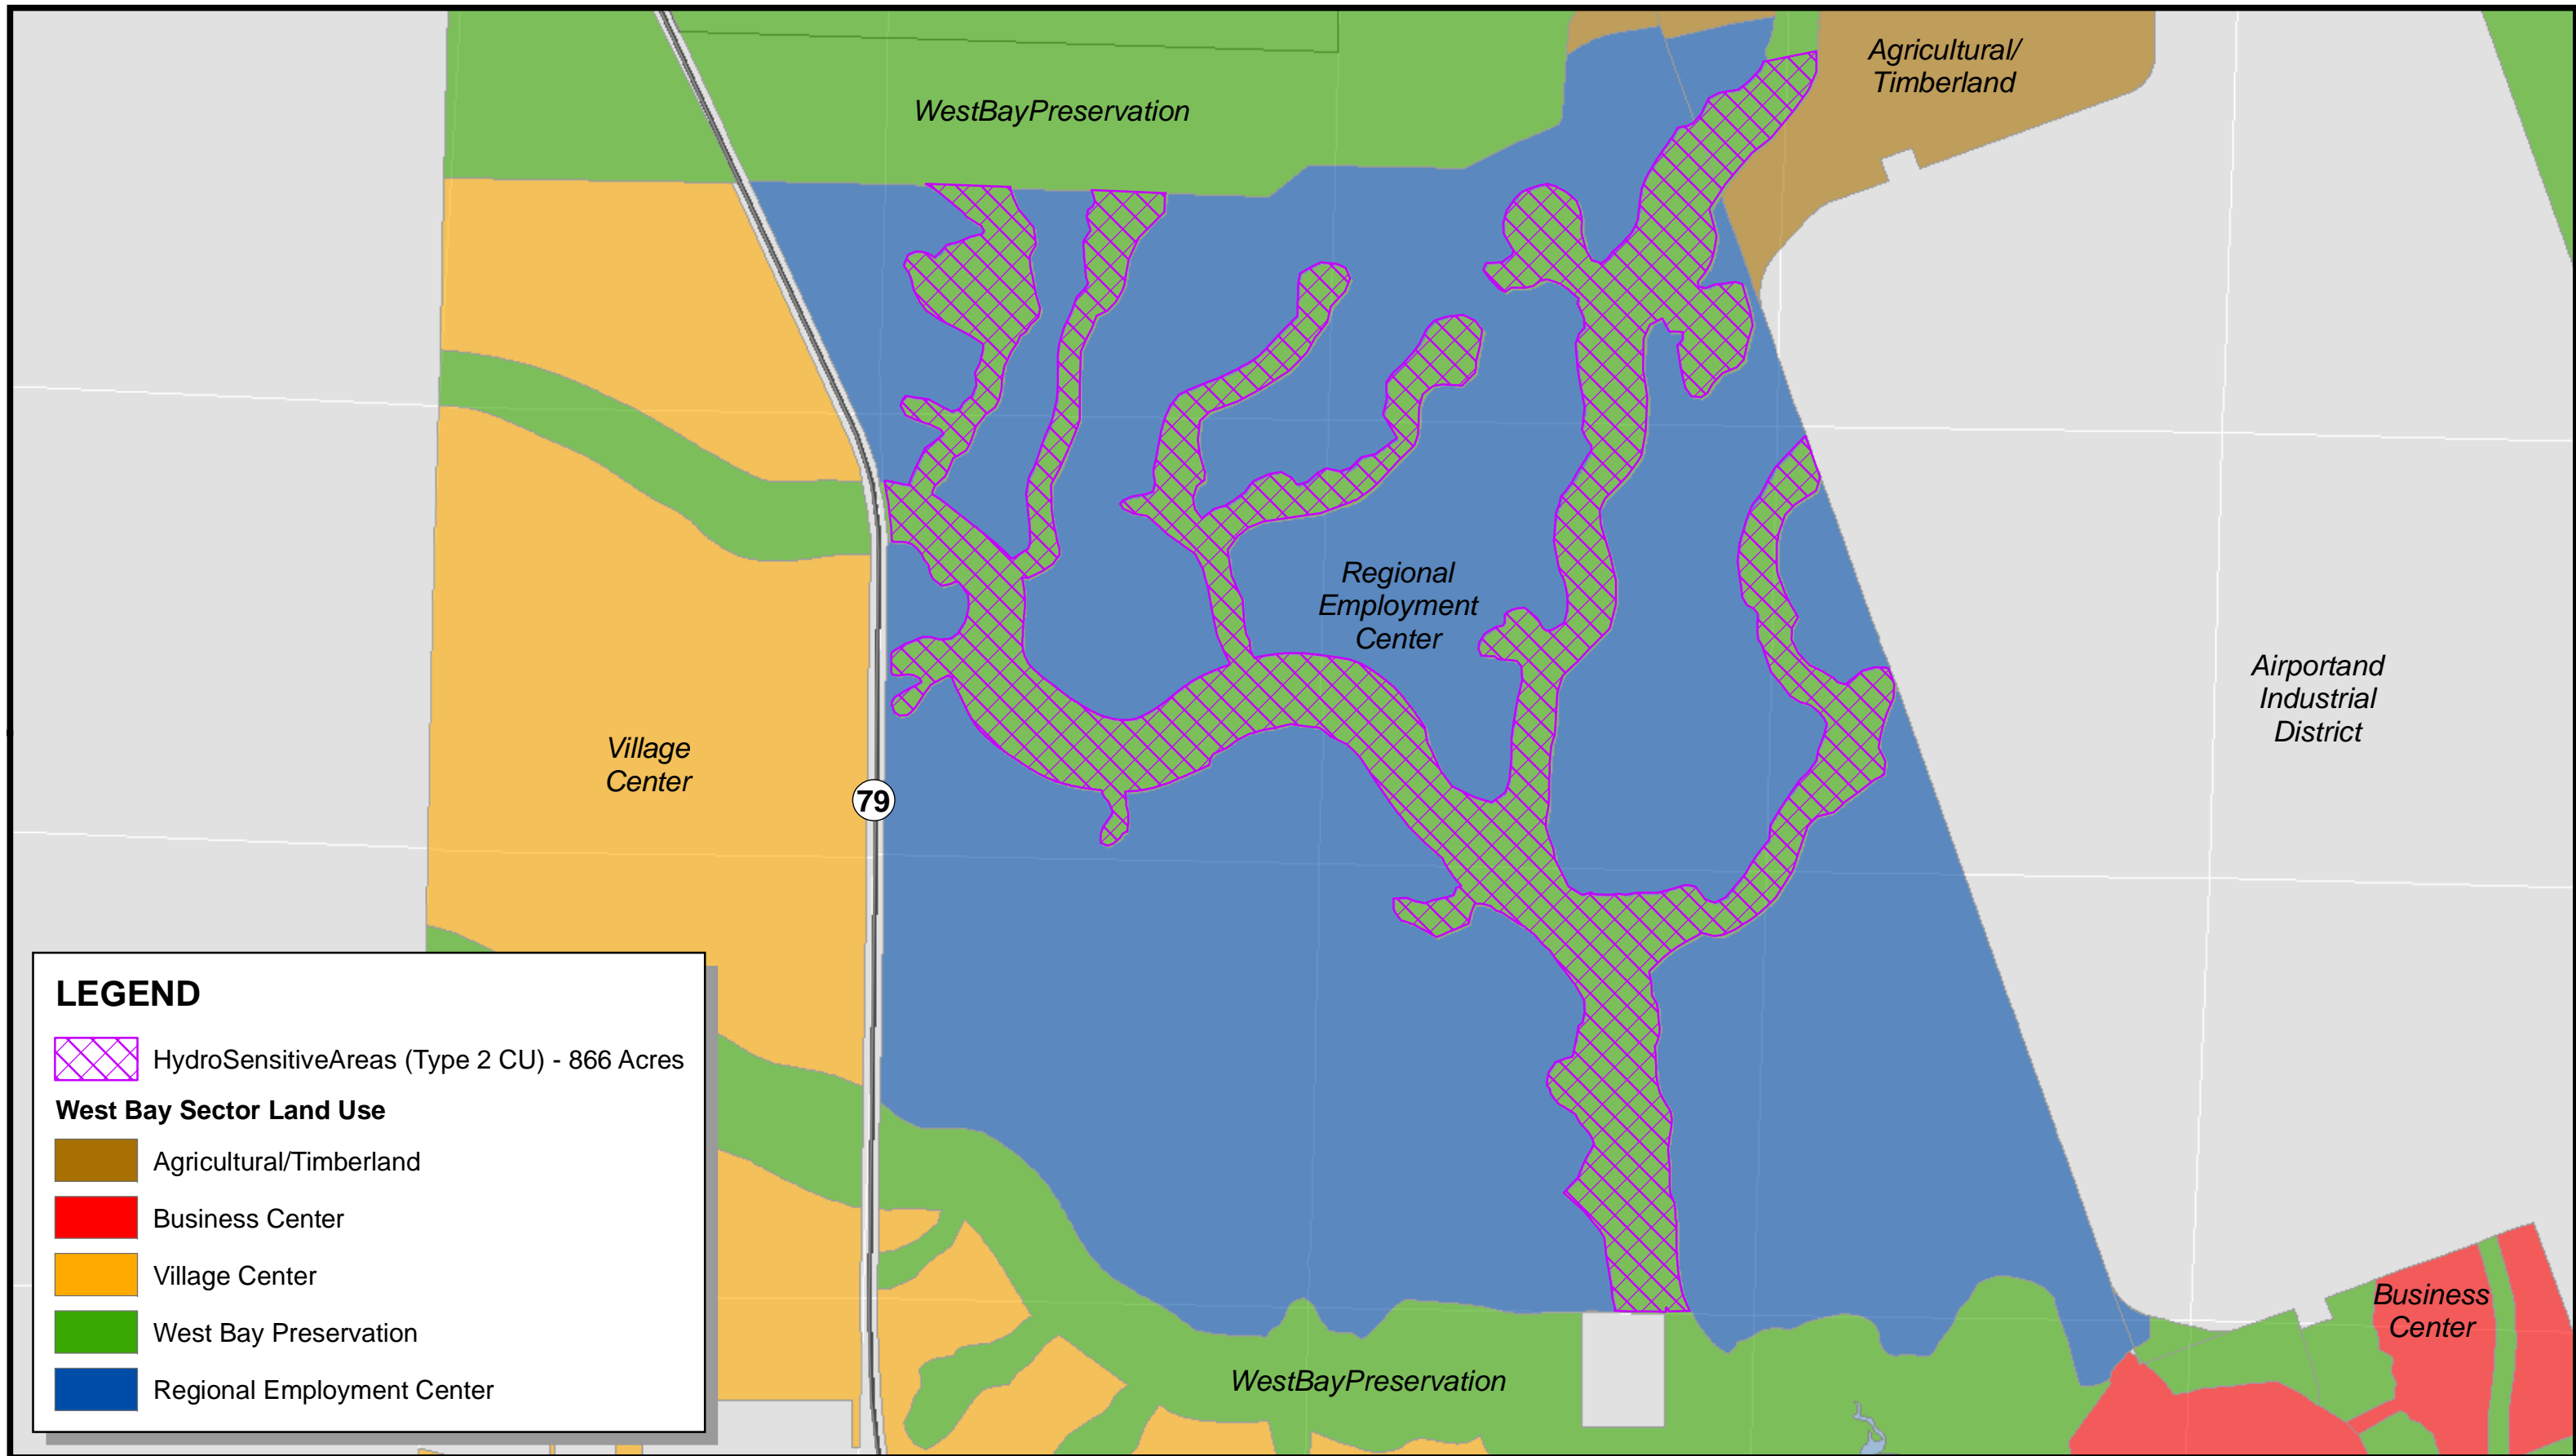 Agricultural/
Timberland
WestBayPreservation
Regional
Employment
Center
Airportand
Industrial
District
Village
Center
79
LEGEND
HydroSensitiveAreas (Type 2 CU) - 866 Acres
West Bay Sector Land Use
Agricultural/Timberland
Business Center
Village Center
West Bay Preservation
Regional Employment Center
Business
Center
WestBayPreservation